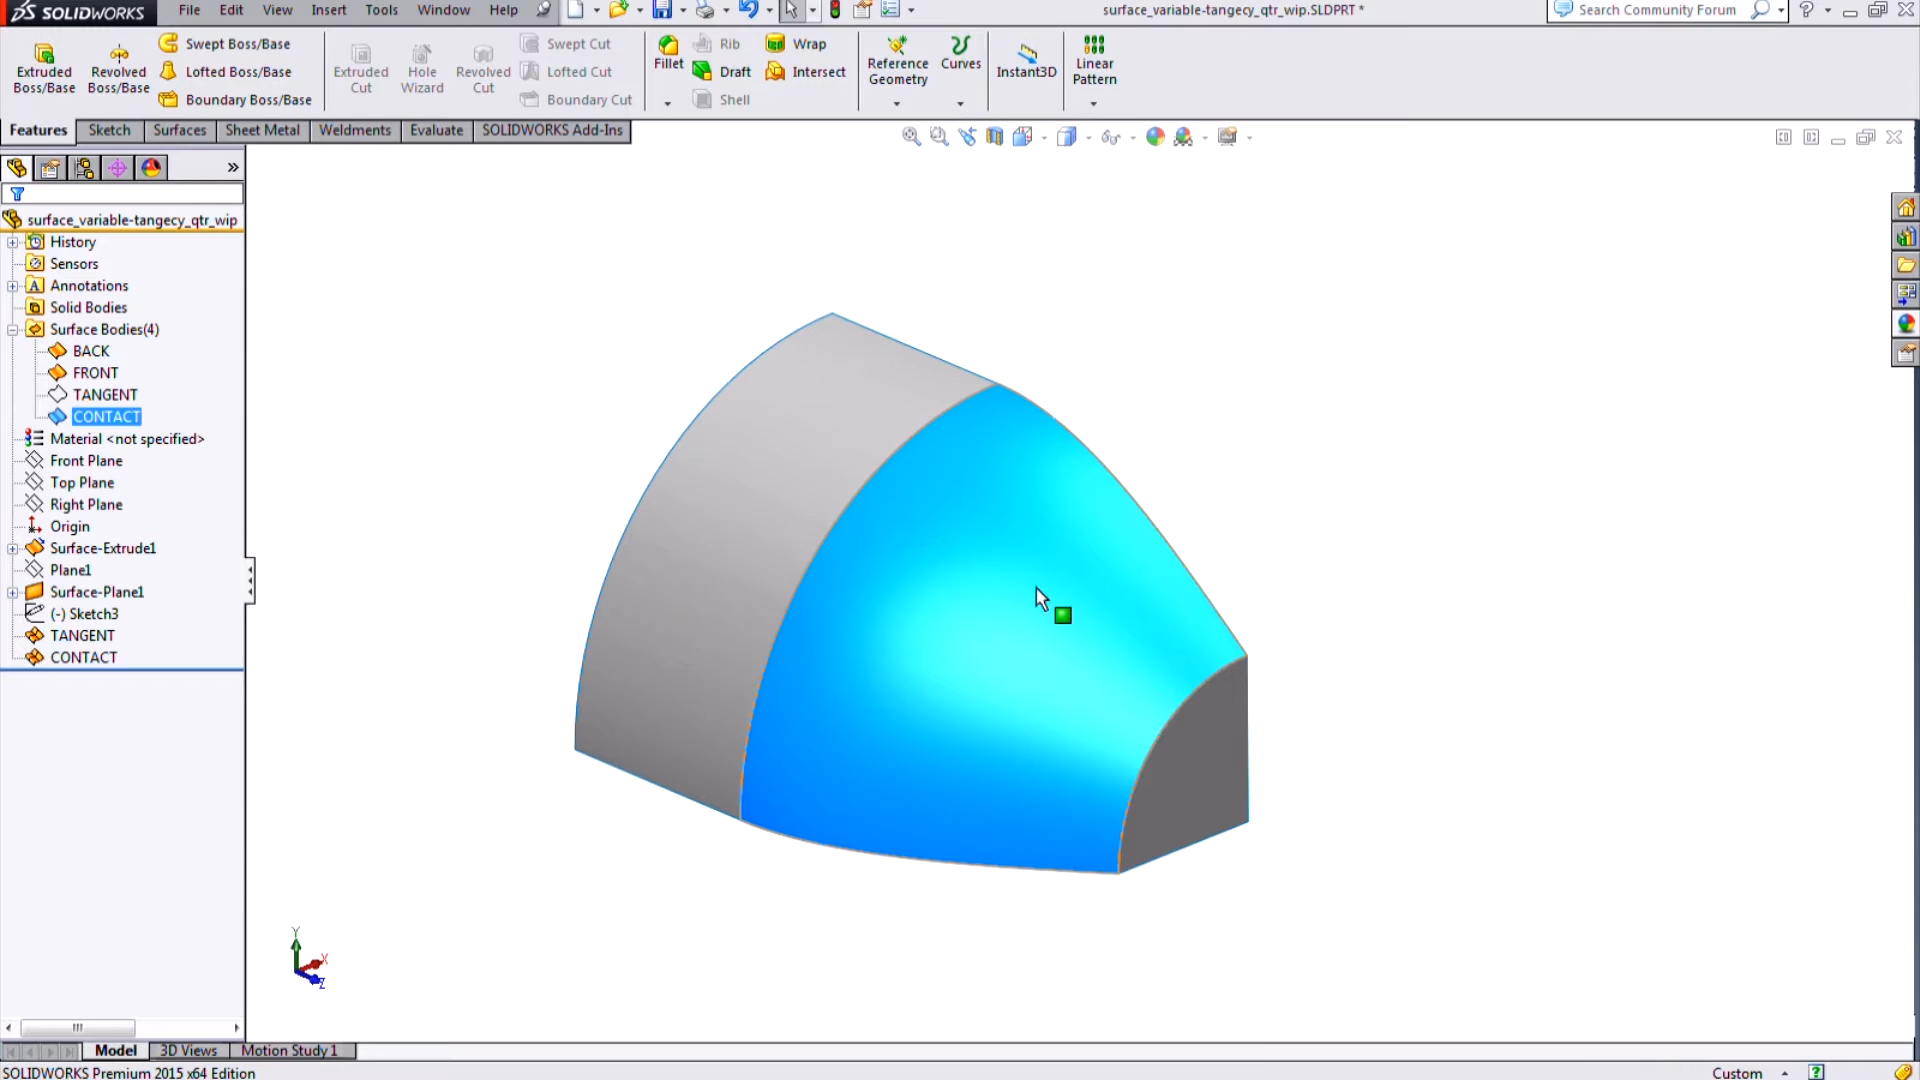 SOLIDWORKS File Edit View Insert Tools Window Help surface_variable-tangecy_qtr_wip.SLDPRT * Search Community Forum
Extruded Boss/Base
Revolved Boss/Base
Swept Boss/Base
Lofted Boss/Base
Boundary Boss/Base
Extruded Cut
Hole Wizard
Revolved Cut
Swept Cut
Lofted Cut
Boundary Cut
Fillet
Rib
Draft
Shell
Wrap
Intersect
Reference Geometry
Curves
Instant3D
Linear Pattern
Features Sketch Surfaces Sheet Metal Weldments Evaluate SOLIDWORKS Add-Ins
surface_variable-tangecy_qtr_wip
History
Sensors
Annotations
Solid Bodies
Surface Bodies(4)
BACK
FRONT
TANGENT
CONTACT
Material <not specified>
Front Plane
Top Plane
Right Plane
Origin
Surface-Extrude1
Plane1
Surface-Plane1
(-) Sketch3
TANGENT
CONTACT
Y
X
Z
Model 3D Views Motion Study 1
SOLIDWORKS Premium 2015 x64 Edition Custom